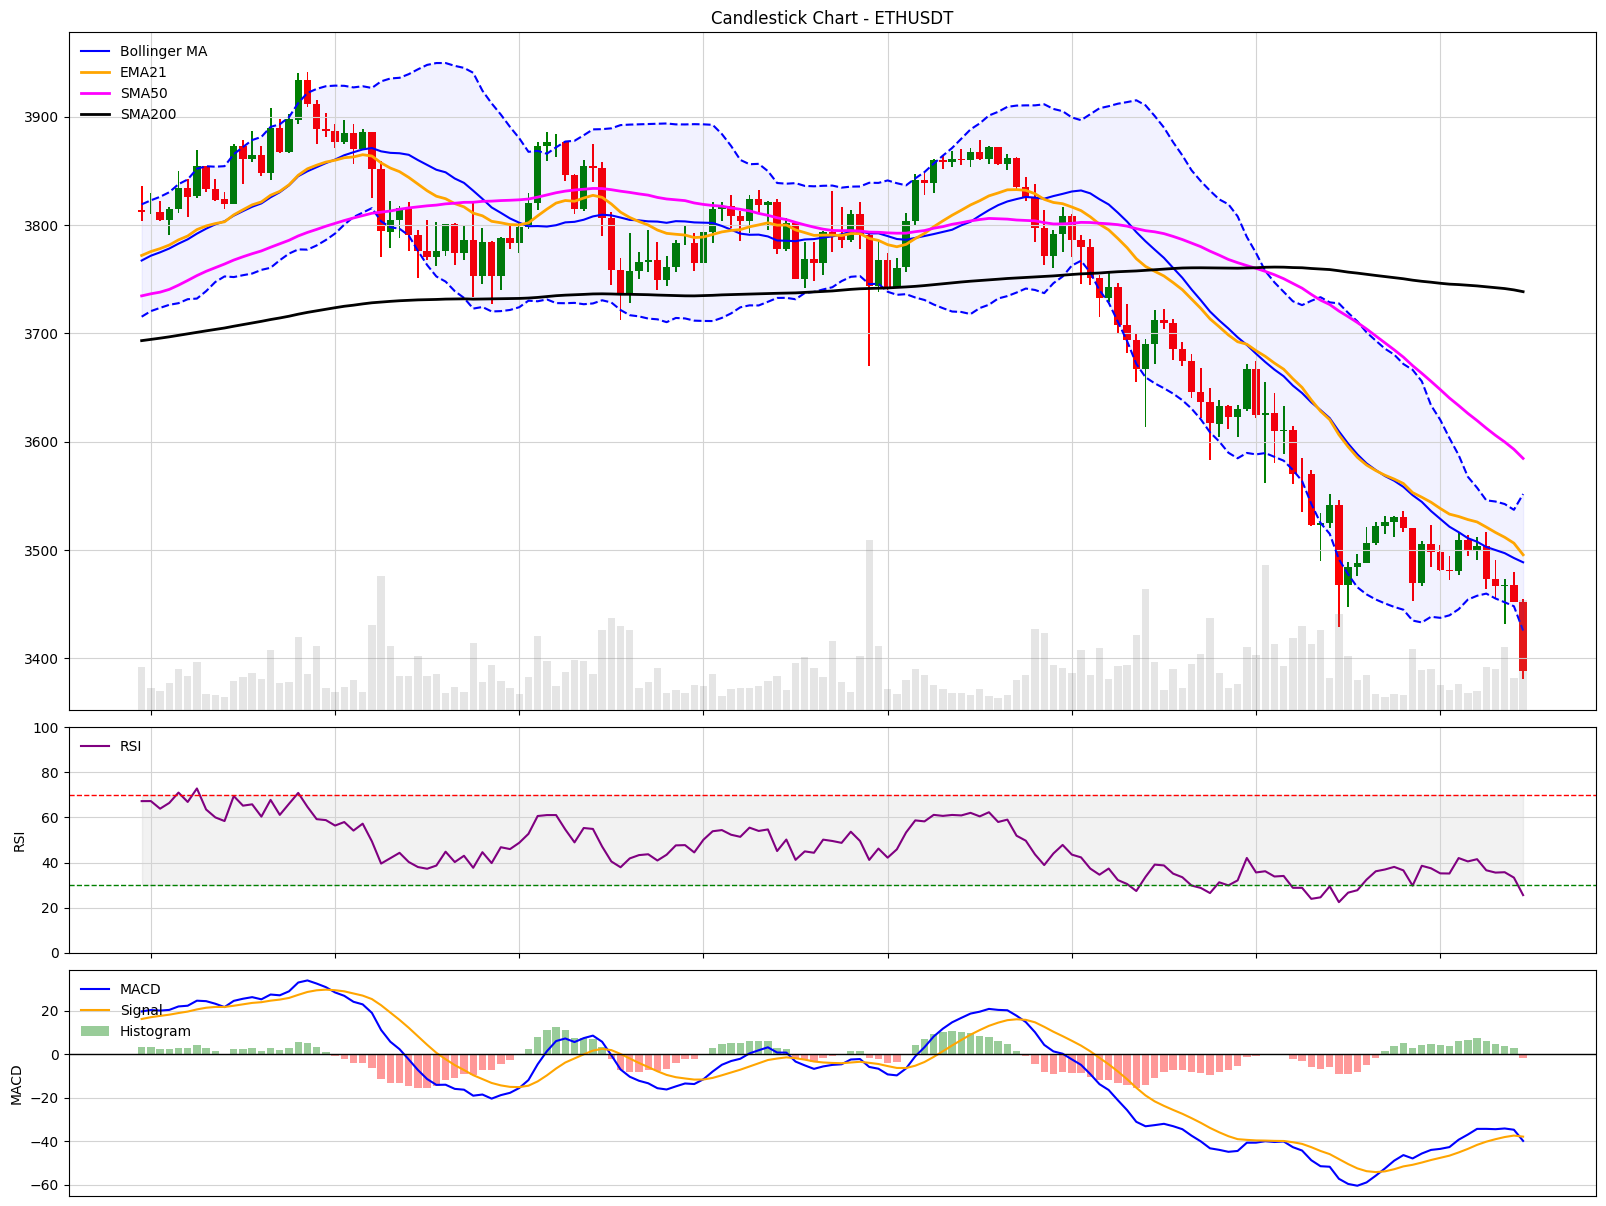 Candlestick Chart - ETHUSDT
Bollinger MA
EMA21
SMA50
SMA200
3900
3800
3700
3600
3500
3400
RSI
100
80
60
40
20
0
RSI
MACD
Signal
Histogram
20
0
−20
−40
−60
MACD